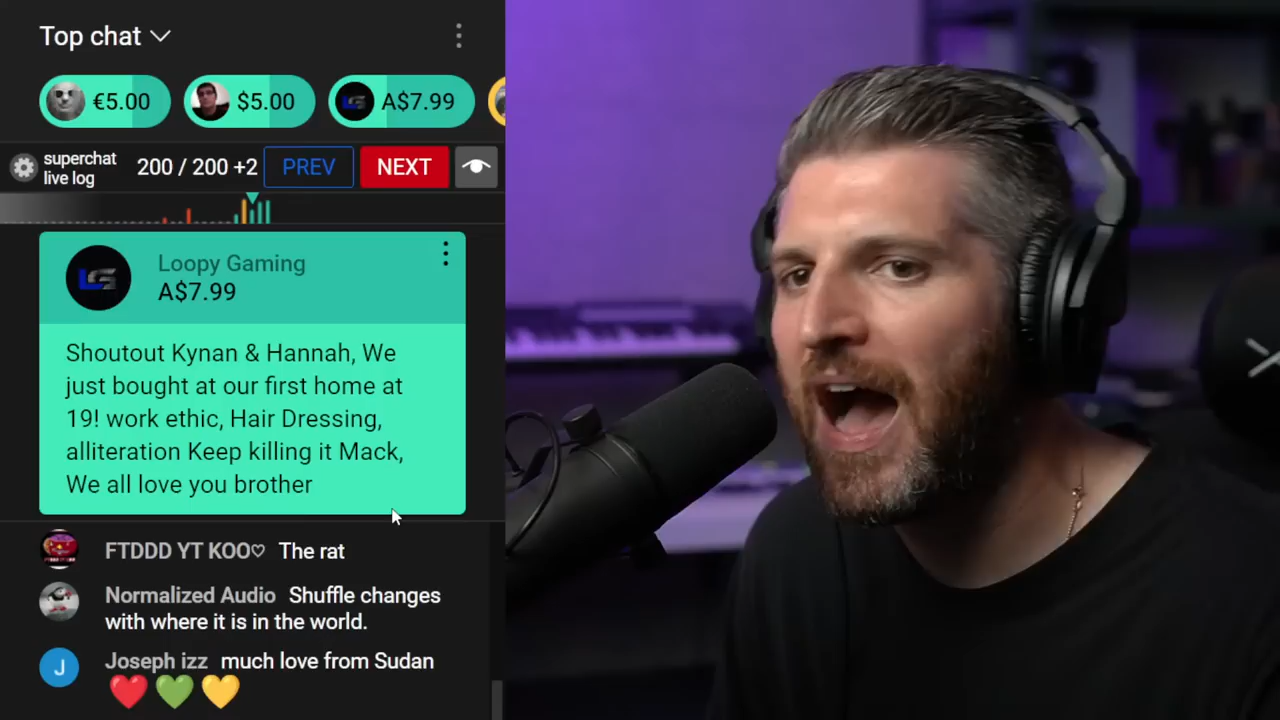 Top chat
€5.00 $5.00 A$7.99
superchat
live log
200 / 200 +2 PREV NEXT
Loopy Gaming
A$7.99
Shoutout Kynan & Hannah, We
just bought at our first home at
19! work ethic, Hair Dressing,
alliteration Keep killing it Mack,
We all love you brother
FTDDD YT KOO♡ The rat
Normalized Audio Shuffle changes
with where it is in the world.
J
Joseph izz much love from Sudan
❤️ 💚 💛